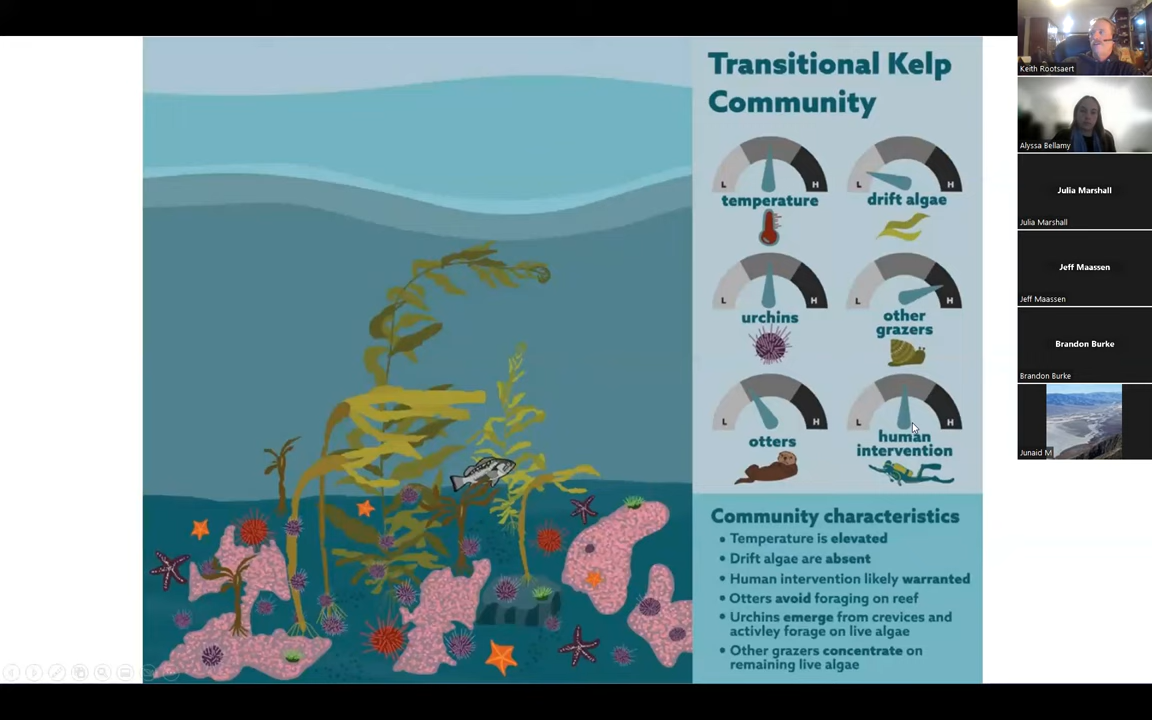 Transitional Kelp
Community
L H
temperature
L H
drift algae
L H
urchins
L H
other
grazers
L H
otters
L H
human
intervention
Community characteristics
• Temperature is elevated
• Drift algae are absent
• Human intervention likely warranted
• Otters avoid foraging on reef
• Urchins emerge from crevices and
activley forage on live algae
• Other grazers concentrate on
remaining live algae
Keith Rootsaert
Alyssa Bellamy
Julia Marshall
Julia Marshall
Jeff Maassen
Jeff Maassen
Brandon Burke
Brandon Burke
Junaid M